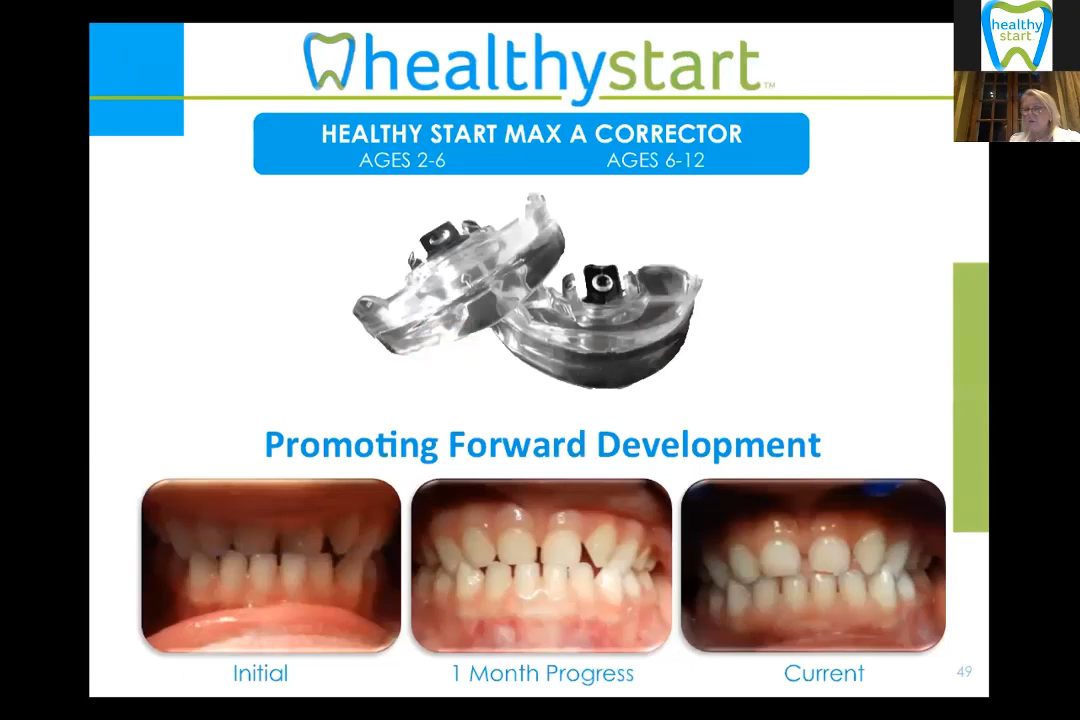 healthystart™
healthy
start
HEALTHY START MAX A CORRECTOR
AGES 2-6 AGES 6-12
Promoting Forward Development
Initial 1 Month Progress Current
49